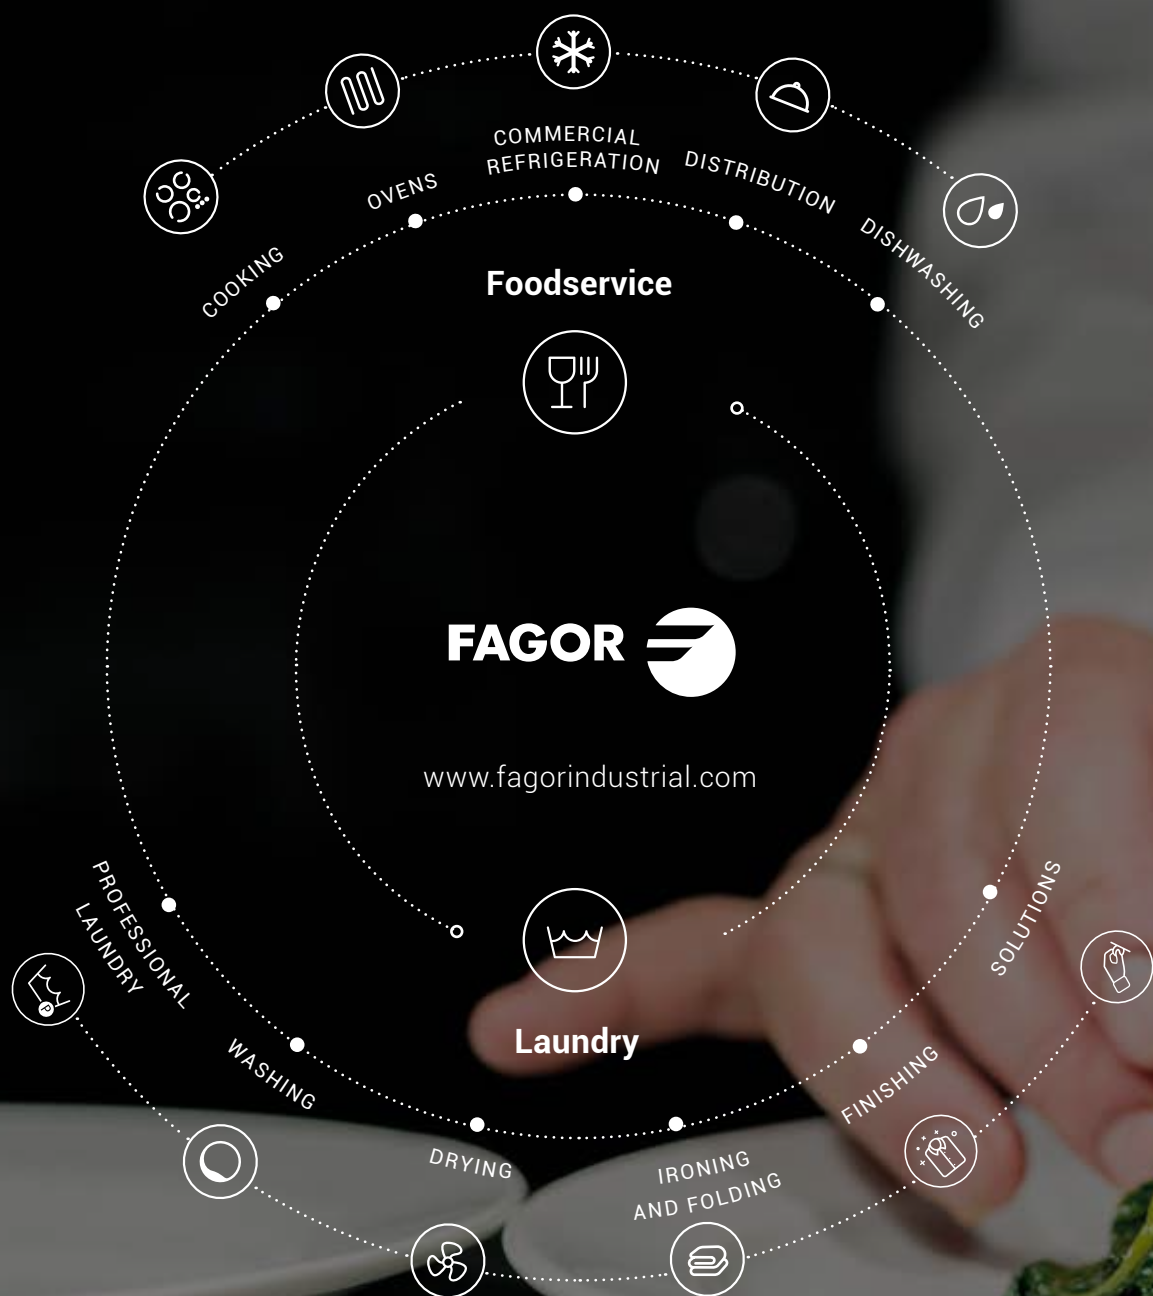 COMMERCIAL
REFRIGERATION
OVENS
DISTRIBUTION
COOKING
DISHWASHING
Foodservice
FAGOR
www.fagorindustrial.com
PROFESSIONAL
LAUNDRY
SOLUTIONS
Laundry
WASHING
FINISHING
DRYING
IRONING
AND FOLDING
P